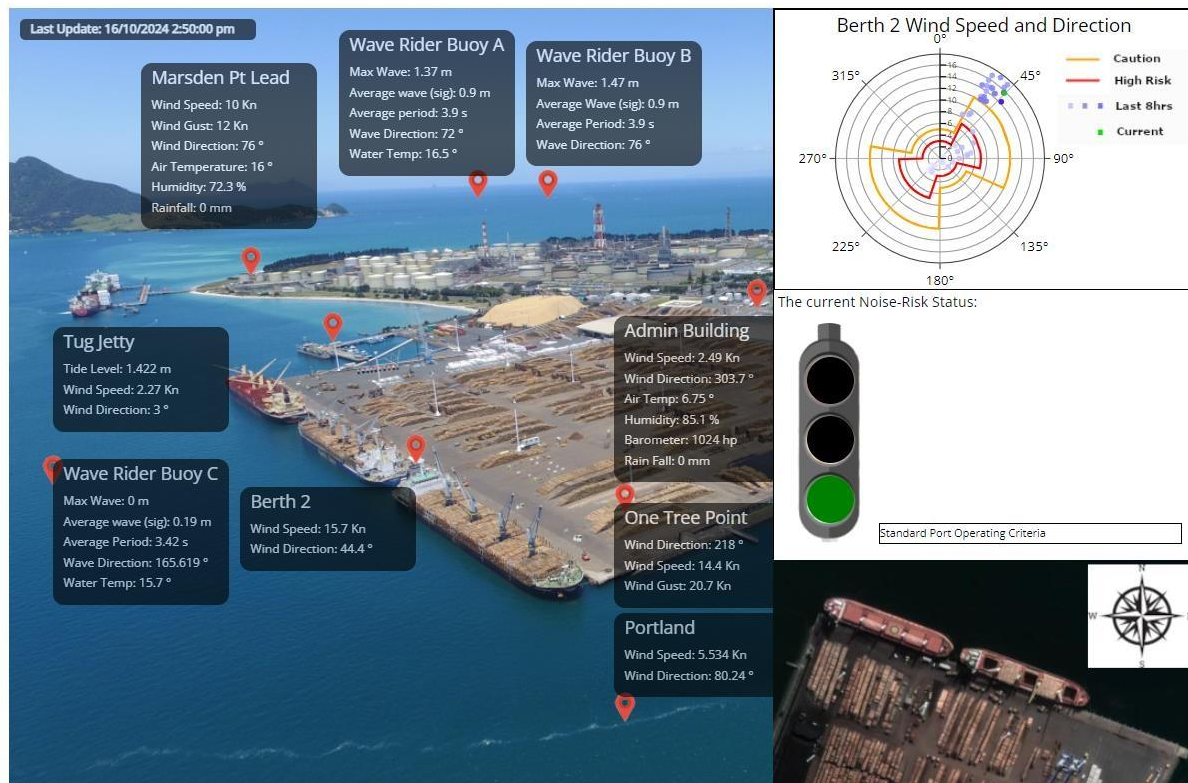 Last Update: 16/10/2024 2:50:00 pm
Marsden Pt Lead
Wind Speed: 10 Kn
Wind Gust: 12 Kn
Wind Direction: 76 °
Air Temperature: 16 °
Humidity: 72.3 %
Rainfall: 0 mm
Wave Rider Buoy A
Max Wave: 1.37 m
Average wave (sig): 0.9 m
Average period: 3.9 s
Wave Direction: 72 °
Water Temp: 16.5 °
Wave Rider Buoy B
Max Wave: 1.47 m
Average Wave (sig): 0.9 m
Average Period: 3.9 s
Wave Direction: 76 °
Tug Jetty
Tide Level: 1.422 m
Wind Speed: 2.27 Kn
Wind Direction: 3 °
Wave Rider Buoy C
Max Wave: 0 m
Average wave (sig): 0.19 m
Average Period: 3.42 s
Wave Direction: 165.619 °
Water Temp: 15.7 °
Berth 2
Wind Speed: 15.7 Kn
Wind Direction: 44.4 °
Admin Building
Wind Speed: 2.49 Kn
Wind Direction: 303.7 °
Air Temp: 6.75 °
Humidity: 85.1 %
Barometer: 1024 hp
Rain Fall: 0 mm
One Tree Point
Wind Direction: 218 °
Wind Speed: 14.4 Kn
Wind Gust: 20.7 Kn
Portland
Wind Speed: 5.534 Kn
Wind Direction: 80.24 °
Berth 2 Wind Speed and Direction
0°
45°
90°
135°
180°
225°
270°
315°
16
14
12
10
8
6
4
2
0
Caution
High Risk
Last 8hrs
Current
The current Noise-Risk Status:
Standard Port Operating Criteria
N
W
S